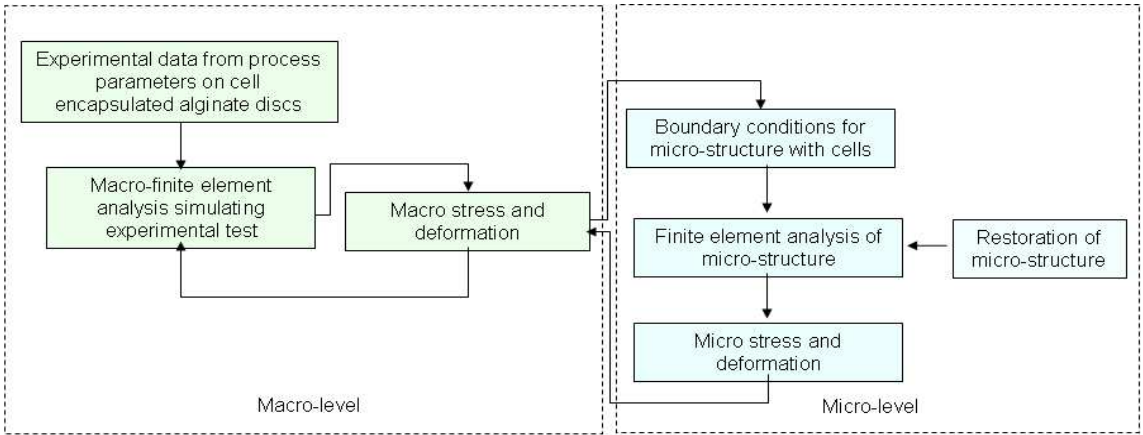 Experimental data from process
parameters on cell
encapsulated alginate discs
Macro-finite element
analysis simulating
experimental test
Macro stress and
deformation
Macro-level
Boundary conditions for
micro-structure with cells
Finite element analysis of
micro-structure
Restoration of
micro-structure
Micro stress and
deformation
Micro-level